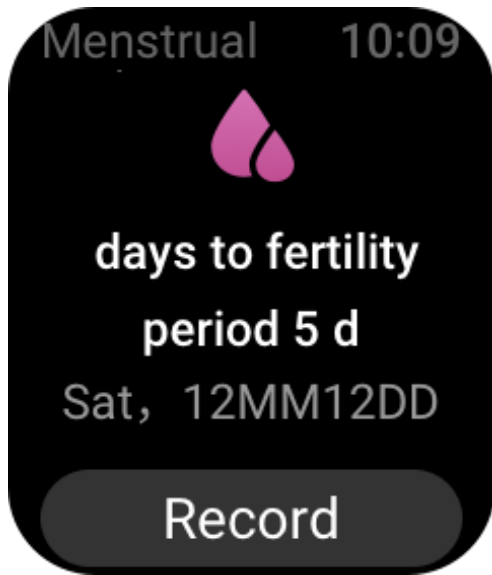 Menstrual 10:09
days to fertility
period 5 d
Sat，12MM12DD
Record